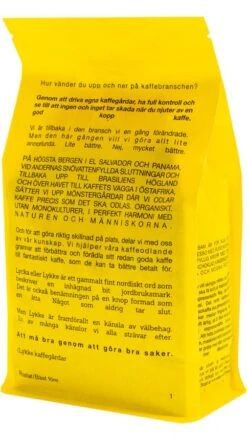 Hur vänder du upp och ner på kaffebranschen?
Genom att driva egna kaffegårdar, ha full kontroll och
se till att ingen och inget tar skada när du njuter av en
god kopp kaffe.
Vi är tillbaka i den bransch vi en gång förändrade.
Men den här gången vill vi göra allt lite
annorlunda. Lite bättre. Nej, mycket bättre.
PÅ HÖGSTA BERGEN I EL SALVADOR OCH PANAMA,
VID ANDERNAS SNÖVATTENFYLLDA SLUTTNINGAR OCH
TILLBAKA UPP TILL BRASILIENS HÖGLAND
OCH ÖVER HAVET TILL KAFFETS VAGGA I ÖSTAFRIKA,
SÄTTER VI UPP MÖNSTERGÅRDAR DÄR VI ODLAR
KAFFE PRECIS SOM DET SKA ODLAS. ORGANISKT.
UTAN MONOKULTURER, I PERFEKT HARMONI MED
NATUREN OCH MÄNNISKORNA.
Och för att göra riktig skillnad på plats, delar vi med oss
av vår kunskap. Vi hjälper våra kaffeodlande
grannar att förbättra och förädla sitt redan goda kaffe
till fantastiskt kaffe, som de kan ta bättre betalt för.
Lycka eller Lykke är ett gammalt fint nordiskt ord som
beskriver en inhägnad bit jordbruksmark.
Det är också benämningen på en knop formad som
en ögla. Något som aldrig tar slut.
Men Lykke är framförallt en känsla av välbehag.
En av många känslor vi alla strävar efter.
Att må bra genom att göra bra saker.
-Lykke kaffegårdar
1